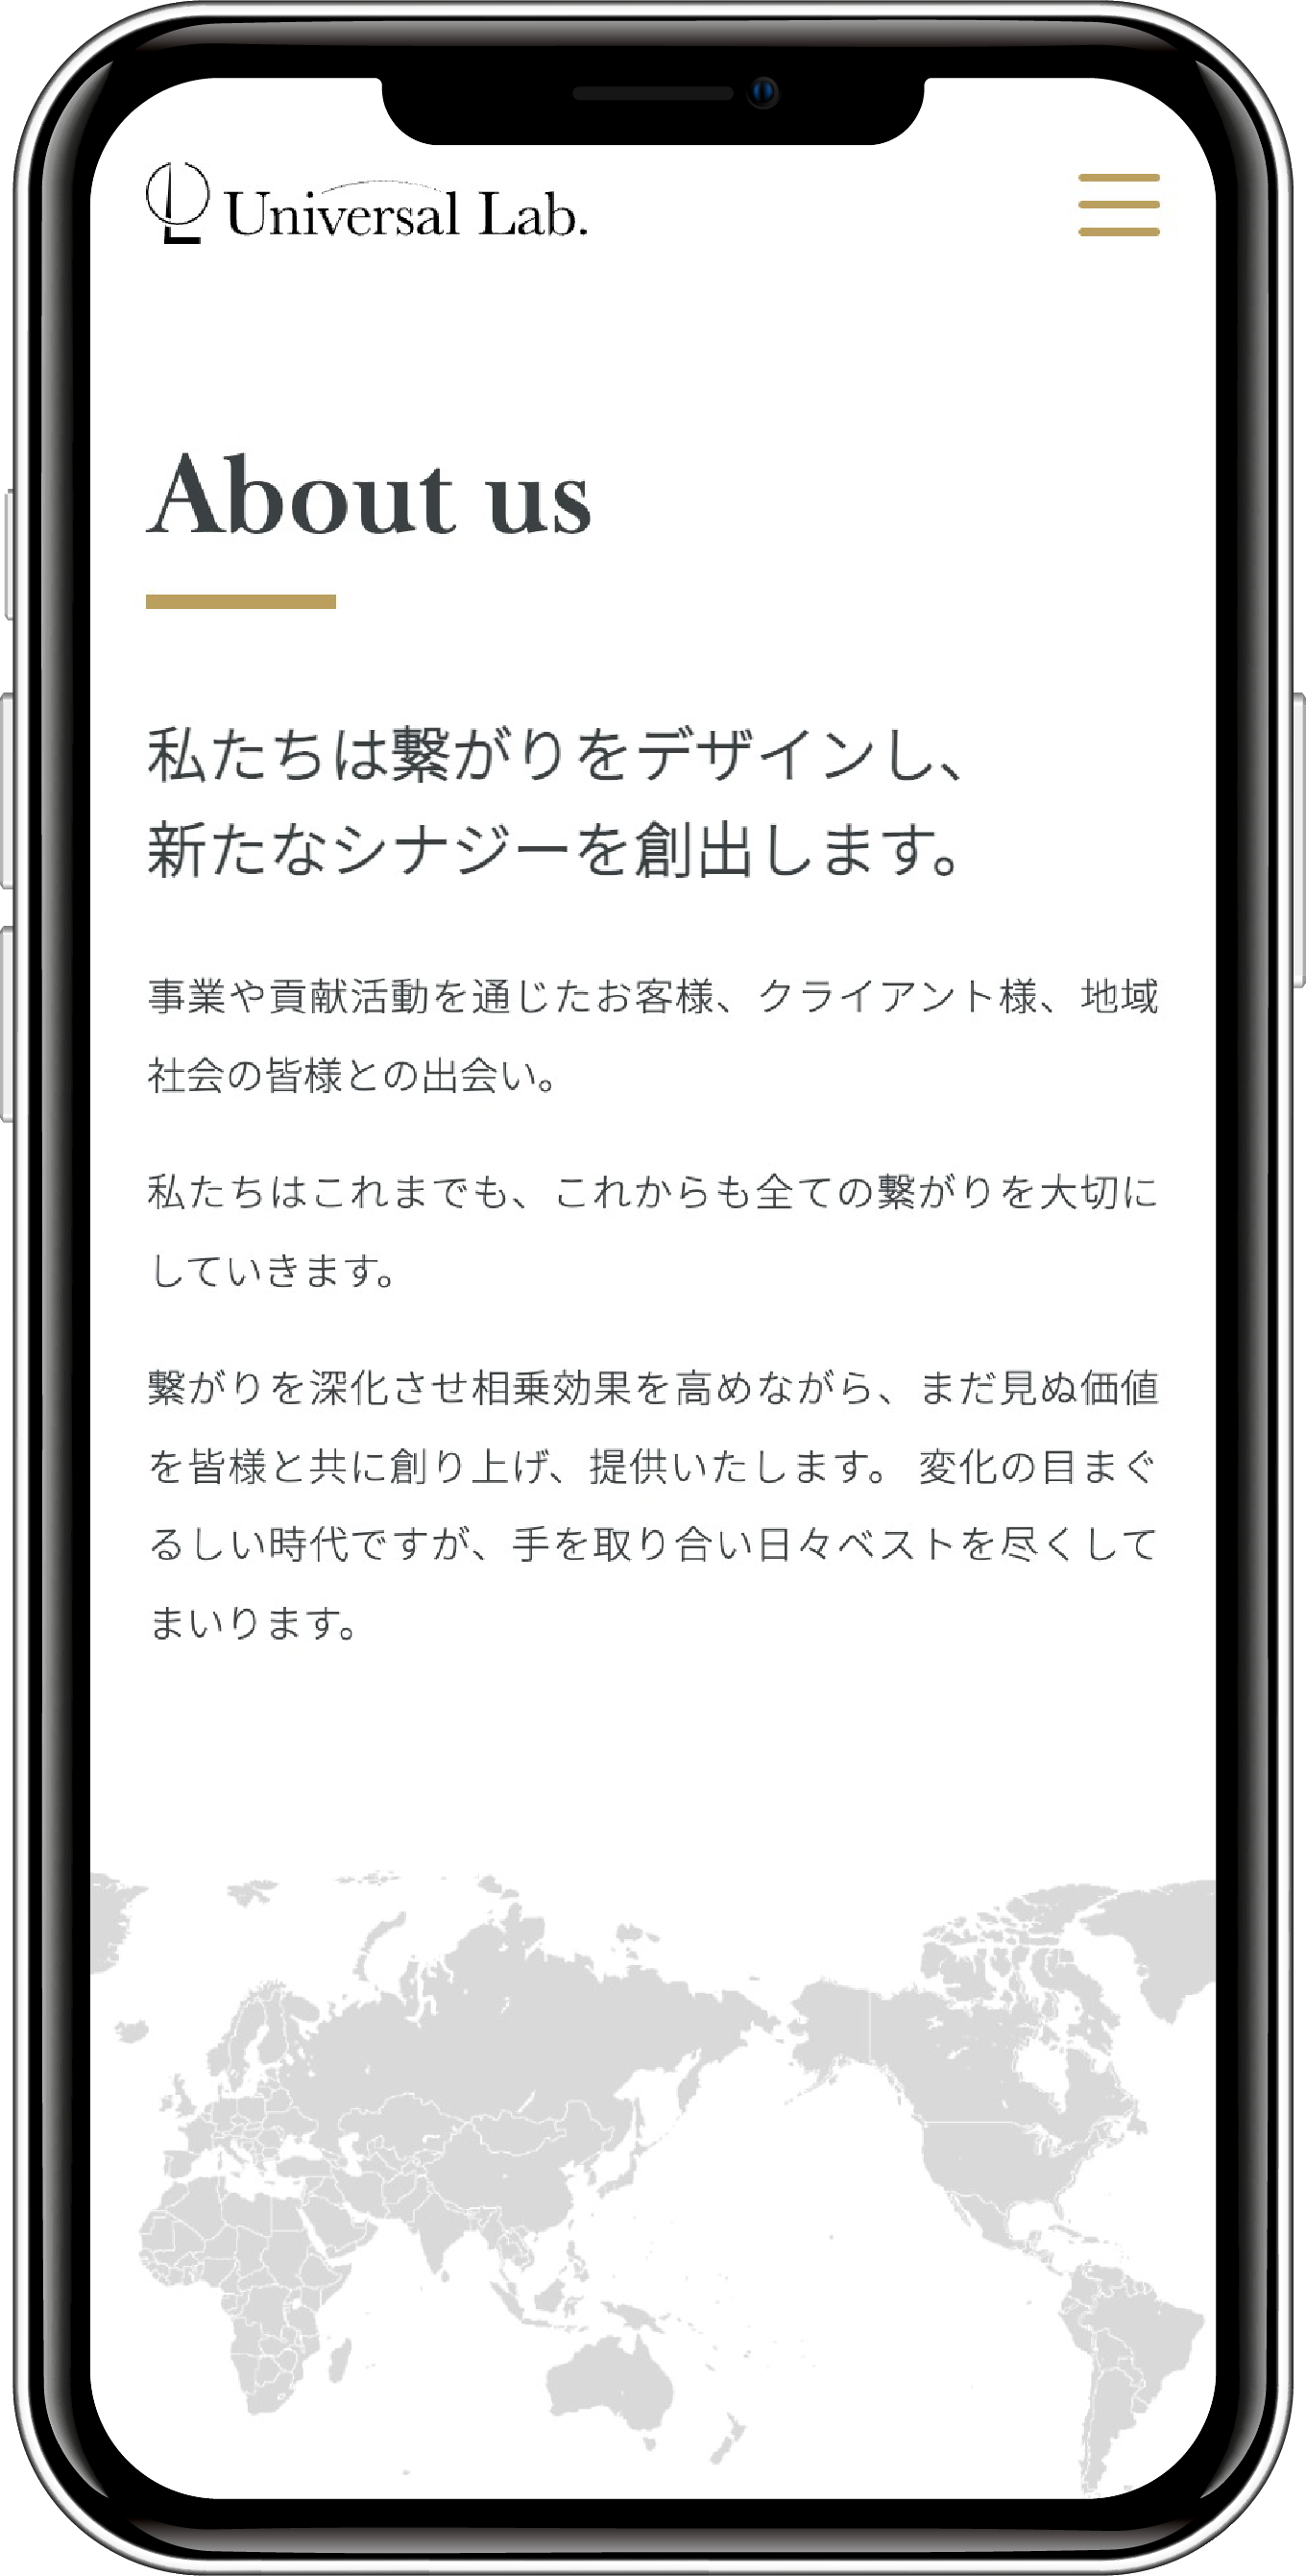 Universal Lab.
About us
私たちは繋がりをデザインし、
新たなシナジーを創出します。
事業や貢献活動を通じたお客様、クライアント様、地域
社会の皆様との出会い。
私たちはこれまでも、これからも全ての繋がりを大切に
していきます。
繋がりを深化させ相乗効果を高めながら、まだ見ぬ価値
を皆様と共に創り上げ、提供いたします。 変化の目まぐ
るしい時代ですが、手を取り合い日々ベストを尽くして
まいります。